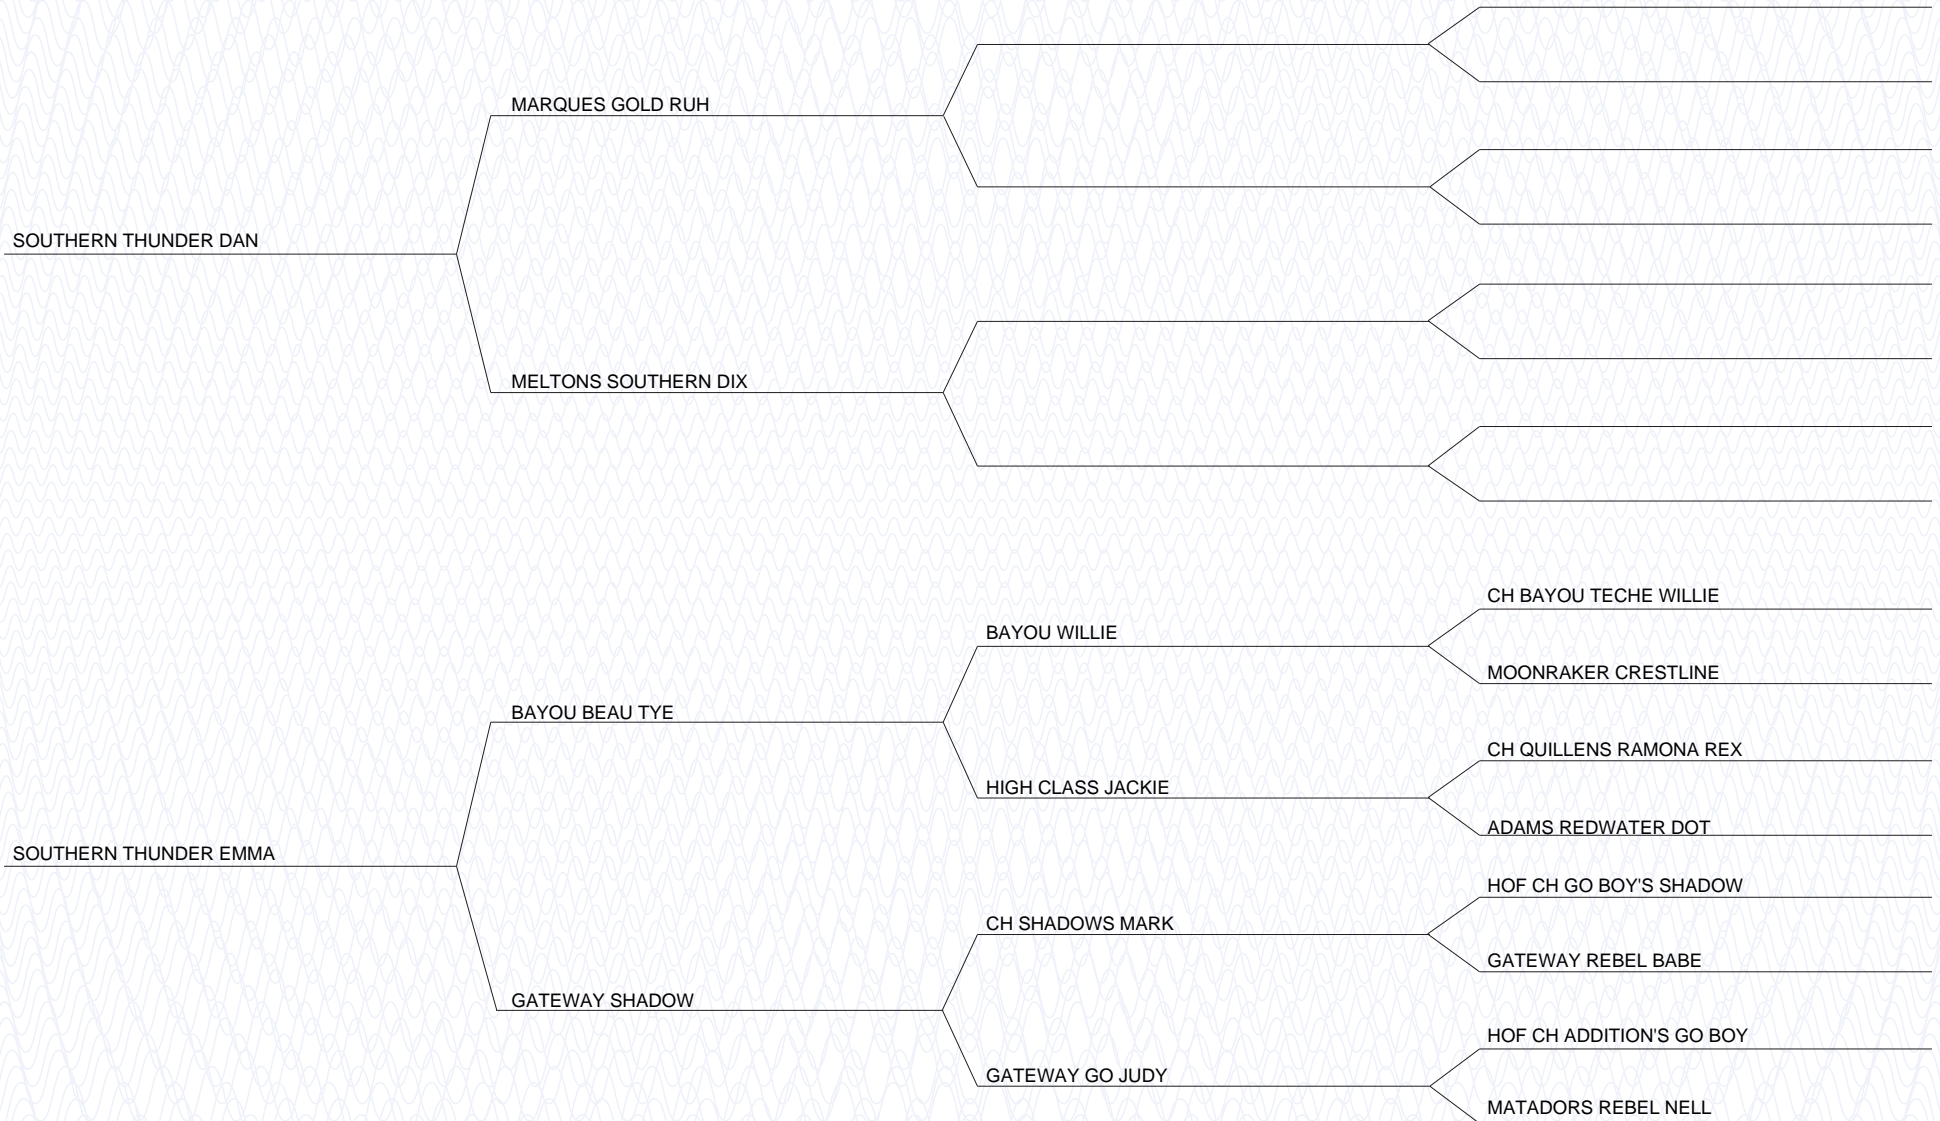 MARQUES GOLD RUH
SOUTHERN THUNDER DAN
MELTONS SOUTHERN DIX
CH BAYOU TECHE WILLIE
BAYOU WILLIE
MOONRAKER CRESTLINE
BAYOU BEAU TYE
CH QUILLENS RAMONA REX
HIGH CLASS JACKIE
ADAMS REDWATER DOT
SOUTHERN THUNDER EMMA
HOF CH GO BOY'S SHADOW
CH SHADOWS MARK
GATEWAY REBEL BABE
GATEWAY SHADOW
HOF CH ADDITION'S GO BOY
GATEWAY GO JUDY
MATADORS REBEL NELL